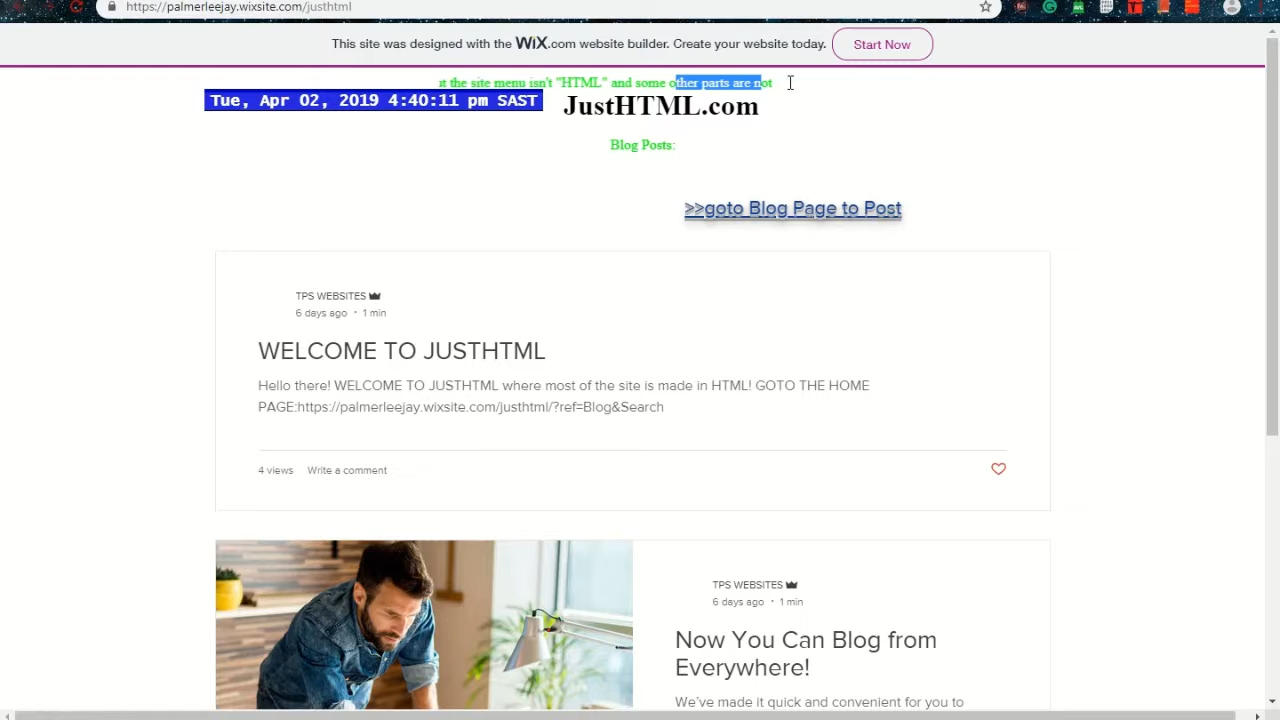 https://palmerleejay.wixsite.com/justhtml
This site was designed with the WiX.com website builder. Create your website today. Start Now
the site menu isn't "HTML" and some other parts are not
Tue, Apr 02, 2019 4:40:11 pm SAST
JustHTML.com
Blog Posts:
>>goto Blog Page to Post
TPS WEBSITES
6 days ago · 1 min
WELCOME TO JUSTHTML
Hello there! WELCOME TO JUSTHTML where most of the site is made in HTML! GOTO THE HOME
PAGE:https://palmerleejay.wixsite.com/justhtml/?ref=Blog&Search
4 views Write a comment
TPS WEBSITES
6 days ago · 1 min
Now You Can Blog from
Everywhere!
We've made it quick and convenient for you to